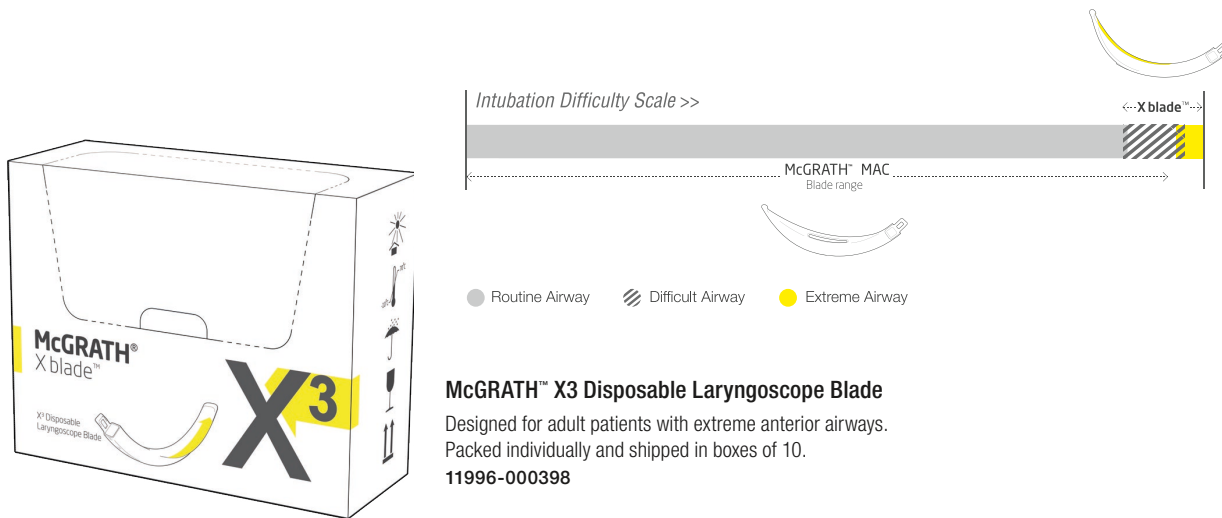 Intubation Difficulty Scale >>
X blade™
McGRATH™ MAC
Blade range
Routine Airway
Difficult Airway
Extreme Airway
McGRATH®
X blade™
X³ Disposable
Laryngoscope Blade
X³
McGRATH™ X3 Disposable Laryngoscope Blade
Designed for adult patients with extreme anterior airways.
Packed individually and shipped in boxes of 10.
11996-000398